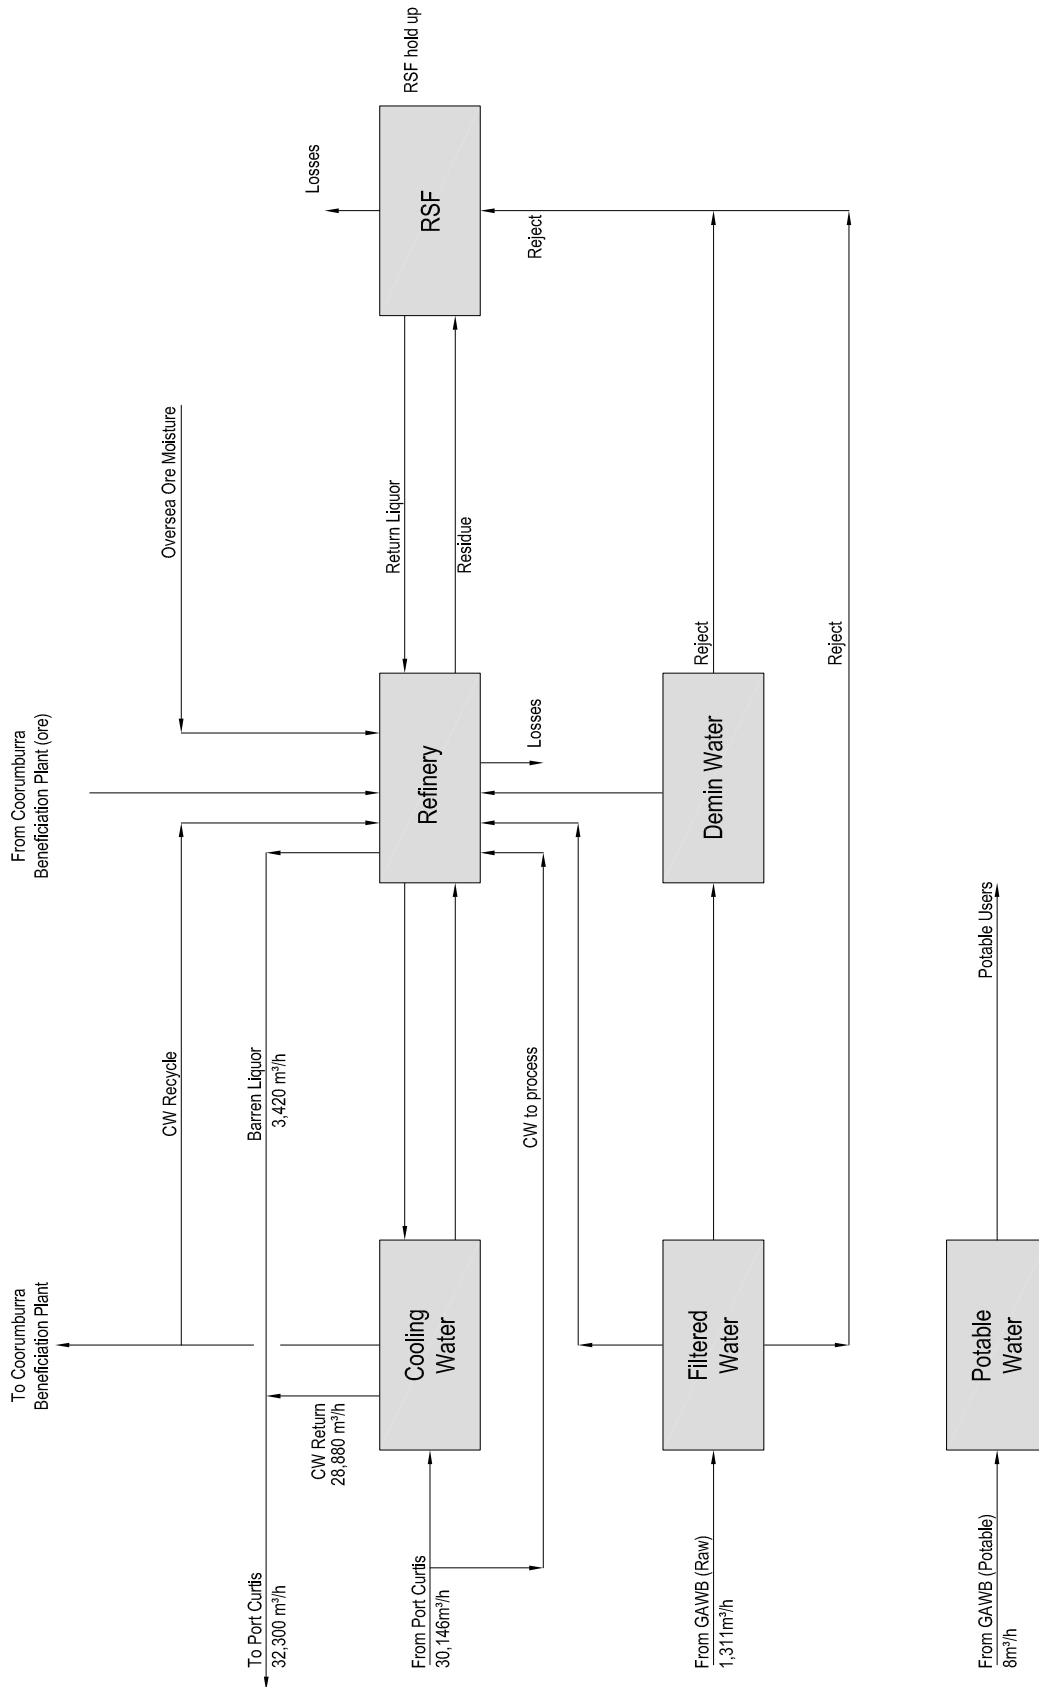 To Coorumburra
Beneficiation Plant
From Coorumburra
Beneficiation Plant (ore)
CW Recycle
Oversea Ore Moisture
To Port Curtis
32,300 m³/h
Barren Liquor
3,420 m³/h
Losses
CW Return
28,880 m³/h
Return Liquor
RSF hold up
From Port Curtis
30,146m³/h
Cooling
Water
Refinery
RSF
Residue
CW to process
Losses
Reject
From GAWB (Raw)
1,311m³/h
Filtered
Water
Demin Water
Reject
Reject
From GAWB (Potable)
8m³/h
Potable
Water
Potable Users